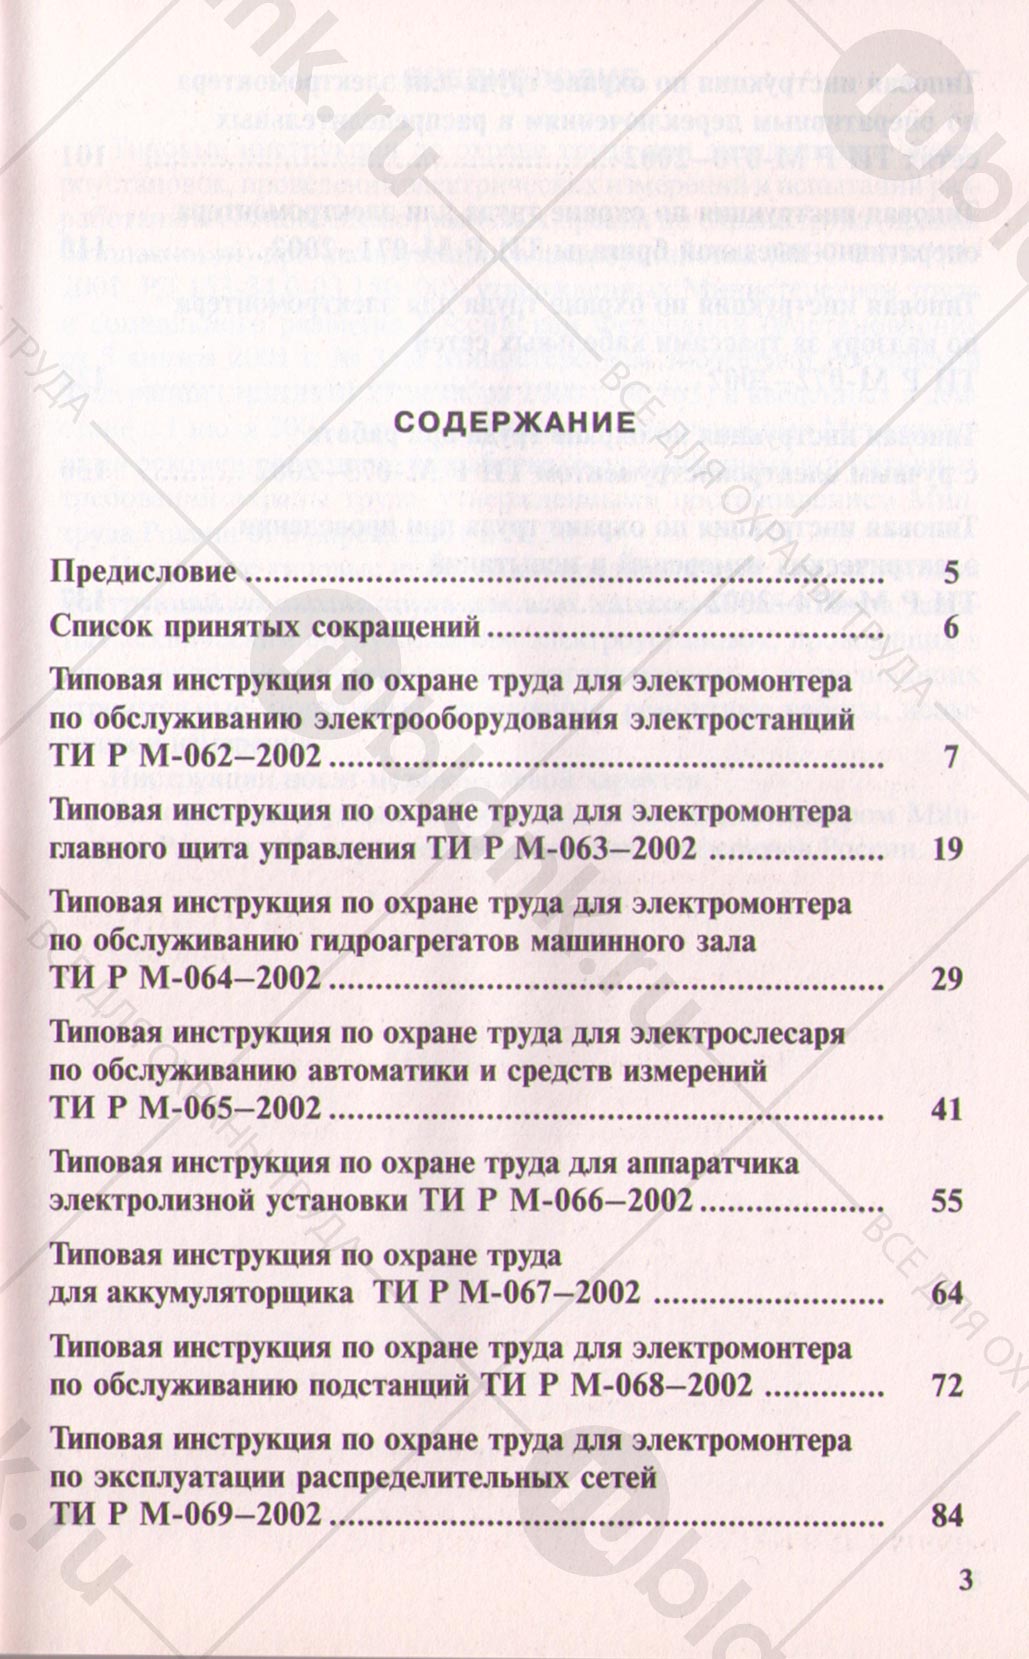 СОДЕРЖАНИЕ
Предисловие ........ 5
Список принятых сокращений ........ 6
Типовая инструкция по охране труда для электромонтера
по обслуживанию электрооборудования электростанций
ТИ Р М-062—2002 ........ 7
Типовая инструкция по охране труда для электромонтера
главного щита управления ТИ Р М-063—2002 ........ 19
Типовая инструкция по охране труда для электромонтера
по обслуживанию гидроагрегатов машинного зала
ТИ Р М-064—2002 ........ 29
Типовая инструкция по охране труда для электрослесаря
по обслуживанию автоматики и средств измерений
ТИ Р М-065—2002 ........ 41
Типовая инструкция по охране труда для аппаратчика
электролизной установки ТИ Р М-066—2002 ........ 55
Типовая инструкция по охране труда
для аккумуляторщика ТИ Р М-067—2002 ........ 64
Типовая инструкция по охране труда для электромонтера
по обслуживанию подстанций ТИ Р М-068—2002 ........ 72
Типовая инструкция по охране труда для электромонтера
по эксплуатации распределительных сетей
ТИ Р М-069—2002 ........ 84
3
blank.ru
ВСЕ ДЛЯ ОХРАНЫ ТРУДА